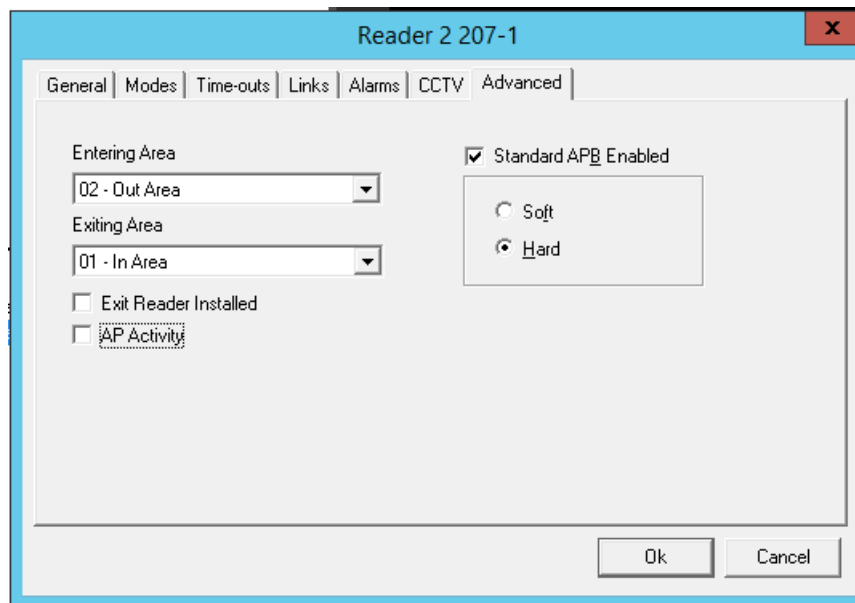 Reader 2 207-1
x
General Modes Time-outs Links Alarms CCTV Advanced
Entering Area
02 - Out Area
Exiting Area
01 - In Area
Exit Reader Installed
AP Activity
Standard APB Enabled
Soft
Hard
Ok Cancel